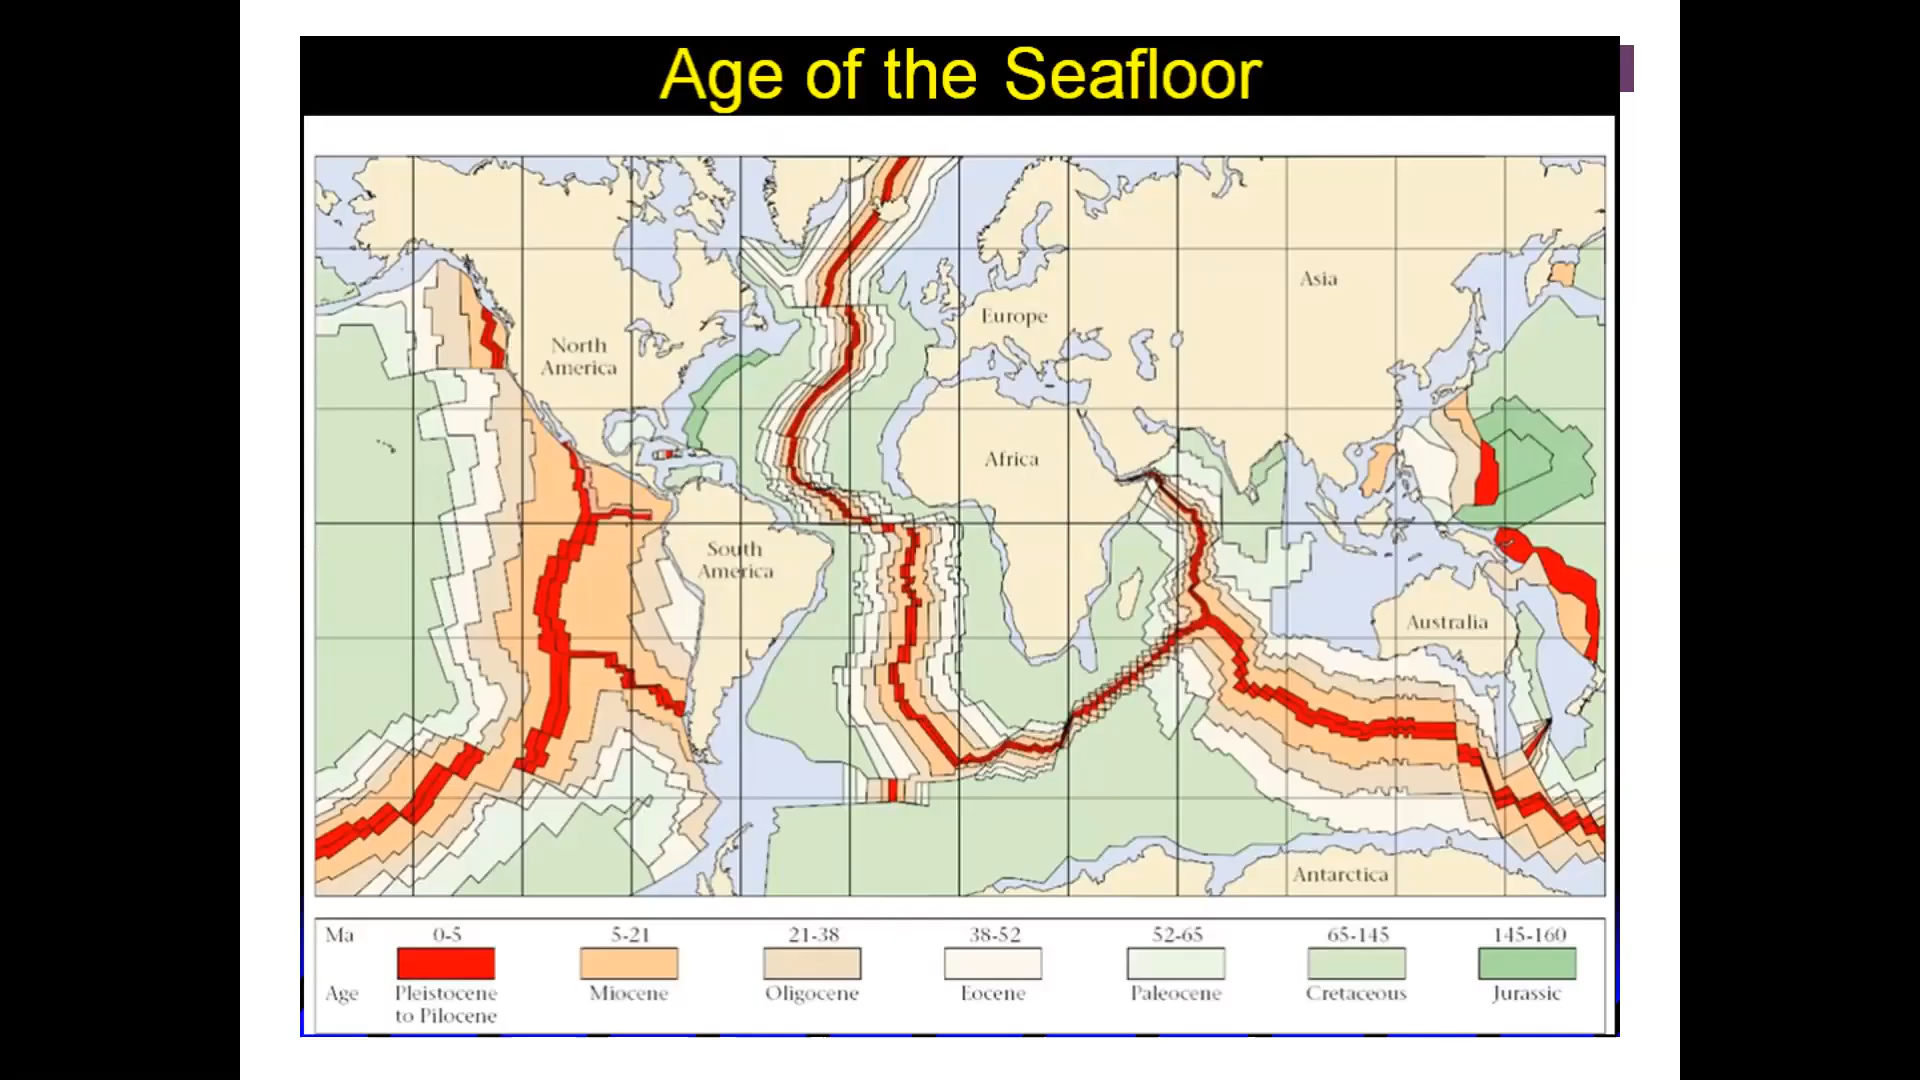 Age of the Seafloor
Asia
Europe
North
America
Africa
South
America
Australia
Antarctica
Ma 0-5 5-21 21-38 38-52 52-65 65-145 145-160
Age Pleistocene Miocene Oligocene Eocene Paleocene Cretaceous Jurassic
to Pilocene